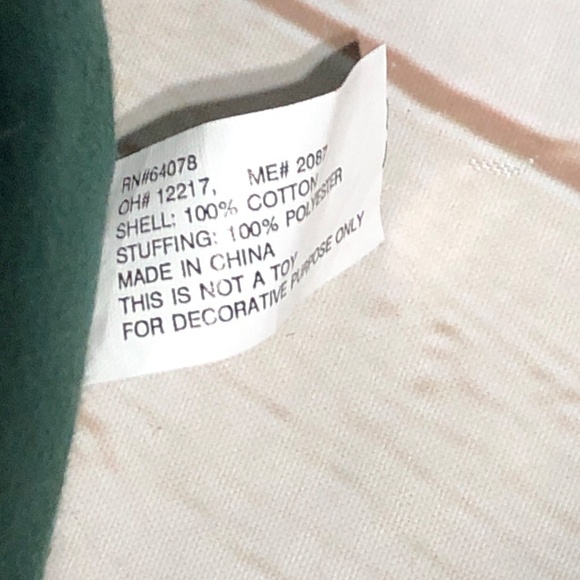 RN#64078
OH# 12217, ME# 2087
SHELL: 100% COTTON
STUFFING: 100% POLYESTER
MADE IN CHINA
THIS IS NOT A TOY
FOR DECORATIVE PURPOSE ONLY